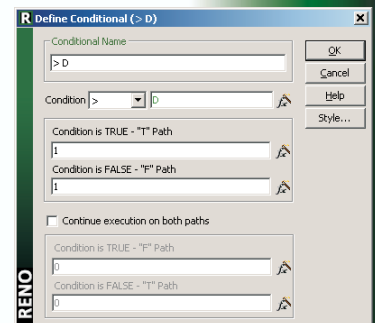 R Define Conditional (> D)
Conditional Name
> D
OK
Cancel
Condition > D
Help
Style...
Condition is TRUE - "T" Path
1
Condition is FALSE - "F" Path
1
Continue execution on both paths
Condition is TRUE - "F" Path
0
Condition is FALSE - "T" Path
0
RENO